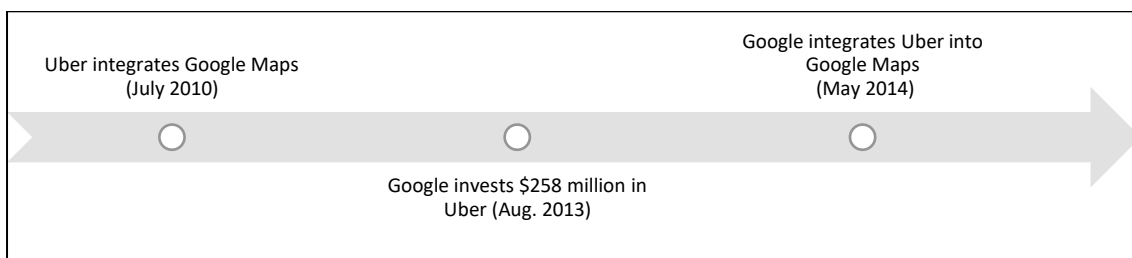 Uber integrates Google Maps
(July 2010)
Google invests $258 million in
Uber (Aug. 2013)
Google integrates Uber into
Google Maps
(May 2014)